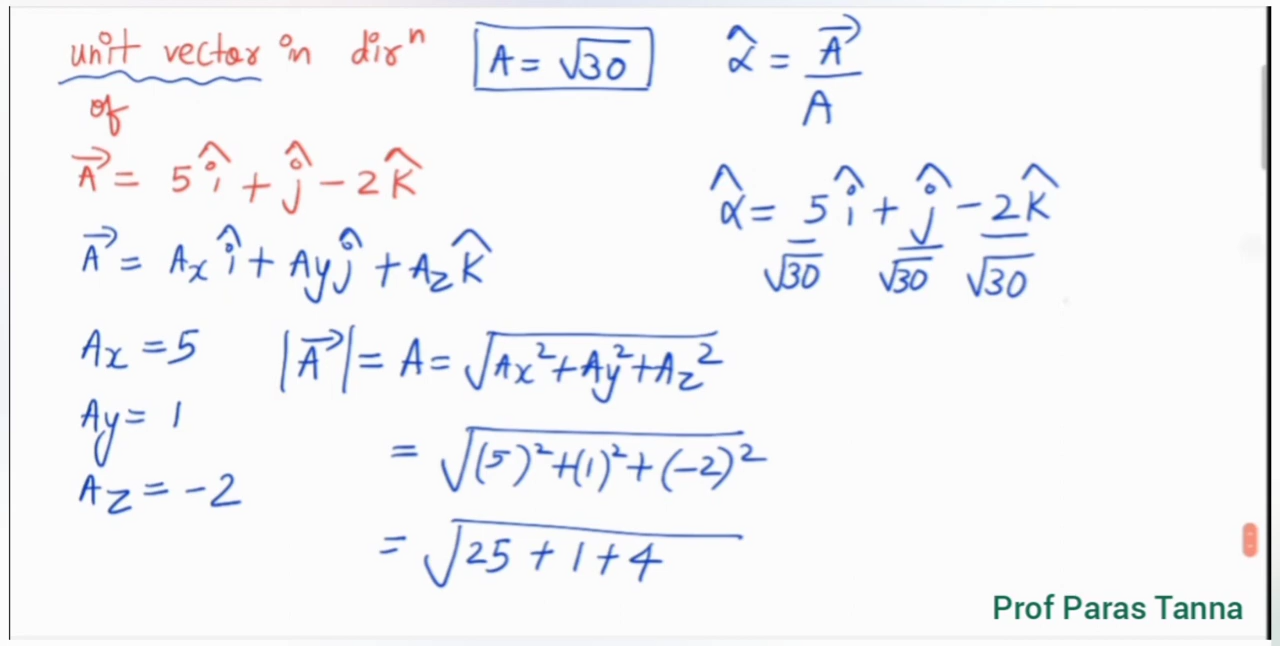 unit vector in dirⁿ
of
A⃗ = 5î + ĵ - 2k̂
A⃗ = Aₓ î + Ay ĵ + Az k̂
Ax = 5
Ay = 1
Az = -2
|A⃗| = A = √(Ax² + Ay² + Az²)
= √((5)² + (1)² + (-2)²)
= √(25 + 1 + 4)
A = √30
α̂ = A⃗/A
α̂ = 5î/√30 + ĵ/√30 - 2k̂/√30
Prof Paras Tanna